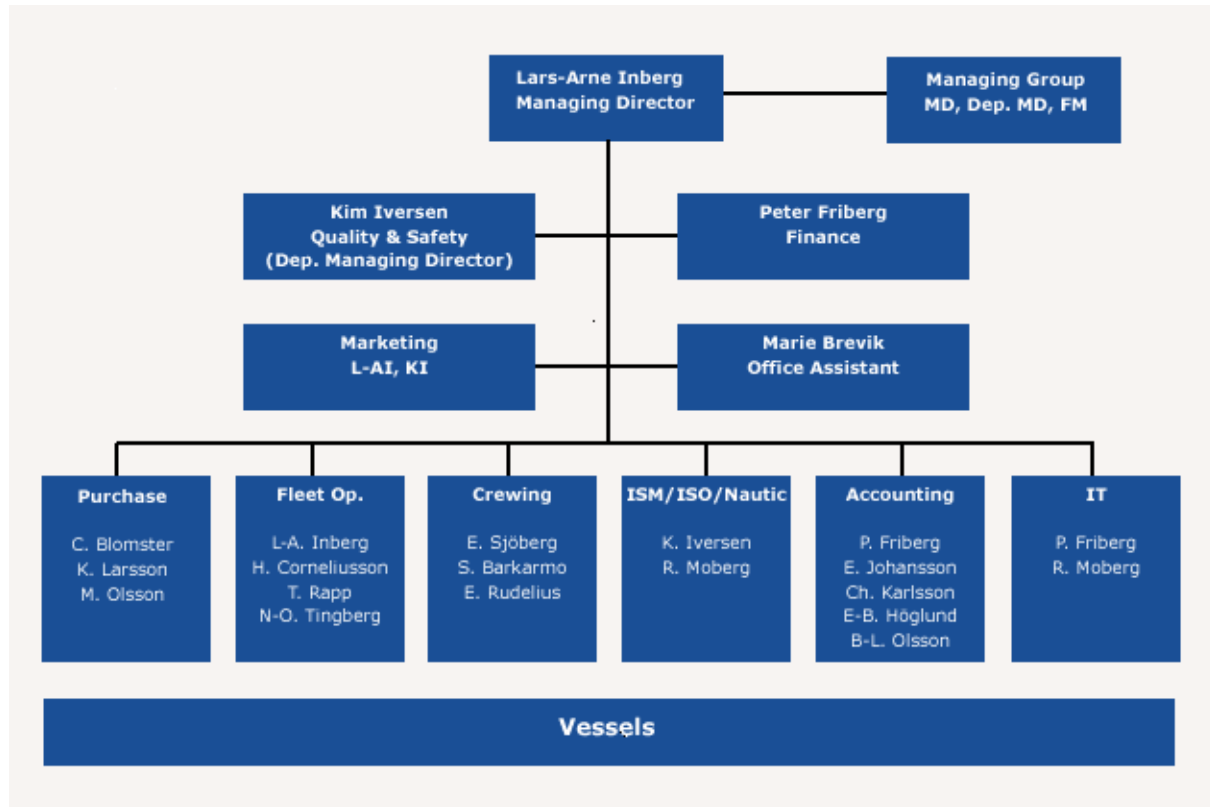 Lars-Arne Inberg
Managing Director
Managing Group
MD, Dep. MD, FM
Kim Iversen
Quality & Safety
(Dep. Managing Director)
Peter Friberg
Finance
Marketing
L-AI, KI
Marie Brevik
Office Assistant
Purchase
C. Blomster
K. Larsson
M. Olsson
Fleet Op.
L-A. Inberg
H. Corneliusson
T. Rapp
N-O. Tingberg
Crewing
E. Sjöberg
S. Barkarmo
E. Rudelius
ISM/ISO/Nautic
K. Iversen
R. Moberg
Accounting
P. Friberg
E. Johansson
Ch. Karlsson
E-B. Höglund
B-L. Olsson
IT
P. Friberg
R. Moberg
Vessels